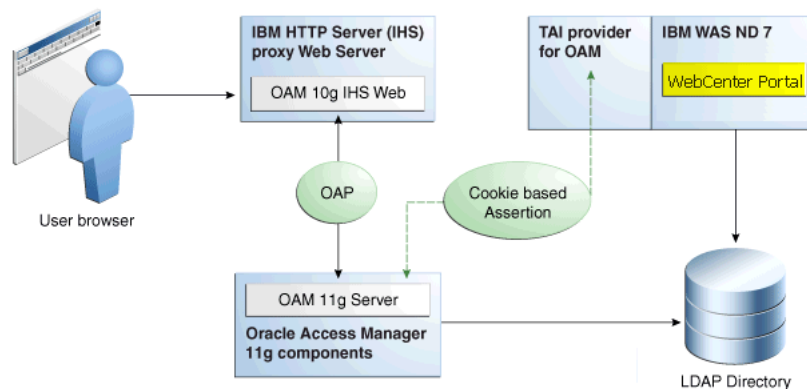 IBM HTTP Server (IHS)
proxy Web Server
OAM 10g IHS Web
TAI provider
for OAM
IBM WAS ND 7
WebCenter Portal
User browser
OAP
Cookie based
Assertion
OAM 11g Server
Oracle Access Manager
11g components
LDAP Directory